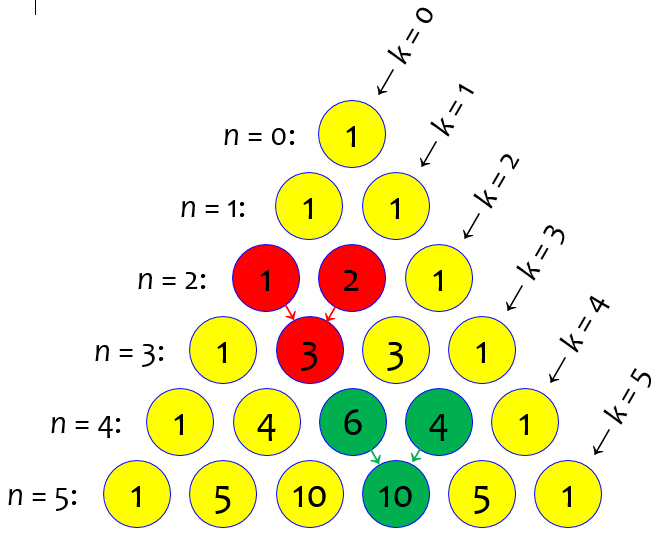 k = 0
n = 0: 1
k = 1
n = 1: 1 1
k = 2
n = 2: 1 2 1
k = 3
n = 3: 1 3 3 1
k = 4
n = 4: 1 4 6 4 1
k = 5
n = 5: 1 5 10 10 5 1